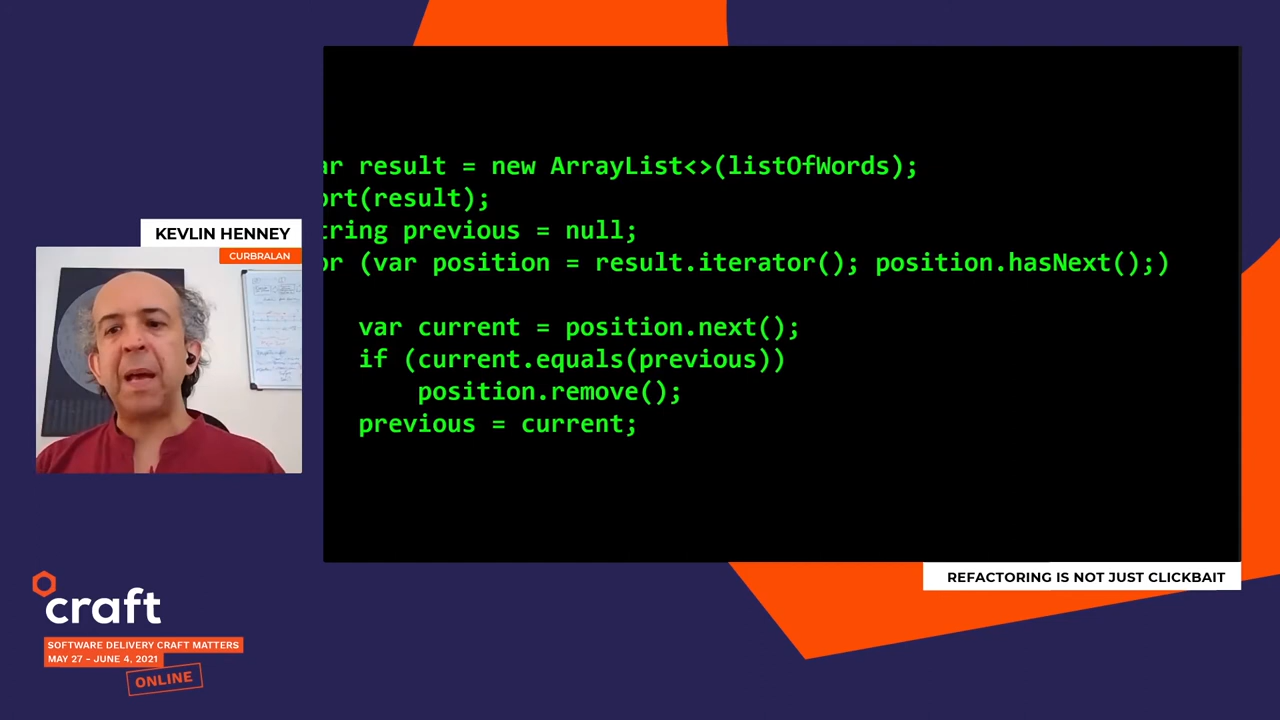 ar result = new ArrayList<>(listOfWords);
ort(result);
tring previous = null;
or (var position = result.iterator(); position.hasNext();)
var current = position.next();
if (current.equals(previous))
position.remove();
previous = current;
KEVLIN HENNEY
CURBRALAN
REFACTORING IS NOT JUST CLICKBAIT
craft
SOFTWARE DELIVERY CRAFT MATTERS
MAY 27 - JUNE 4, 2021
ONLINE